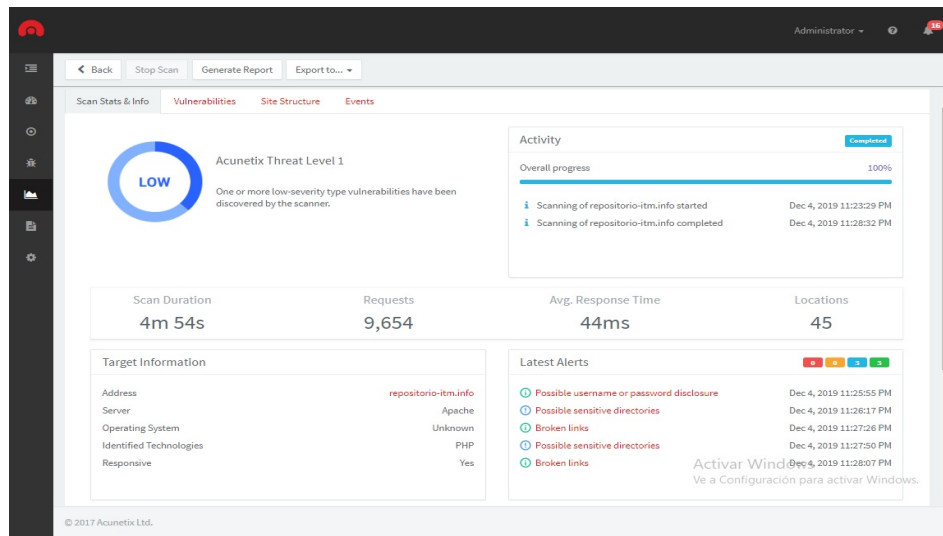 Administrator
16
Back Stop Scan Generate Report Export to...
Scan Stats & Info Vulnerabilities Site Structure Events
LOW
Acunetix Threat Level 1
One or more low-severity type vulnerabilities have been
discovered by the scanner.
Activity Completed
Overall progress 100%
Scanning of repositorio-itm.info started Dec 4, 2019 11:23:29 PM
Scanning of repositorio-itm.info completed Dec 4, 2019 11:28:32 PM
Scan Duration Requests Avg. Response Time Locations
4m 54s 9,654 44ms 45
Target Information
Address repositorio-itm.info
Server Apache
Operating System Unknown
Identified Technologies PHP
Responsive Yes
Latest Alerts 0 0 3 3
Possible username or password disclosure Dec 4, 2019 11:25:55 PM
Possible sensitive directories Dec 4, 2019 11:26:17 PM
Broken links Dec 4, 2019 11:27:26 PM
Possible sensitive directories Dec 4, 2019 11:27:50 PM
Broken links Dec 4, 2019 11:28:07 PM
Activar Windows
Ve a Configuración para activar Windows.
© 2017 Acunetix Ltd.